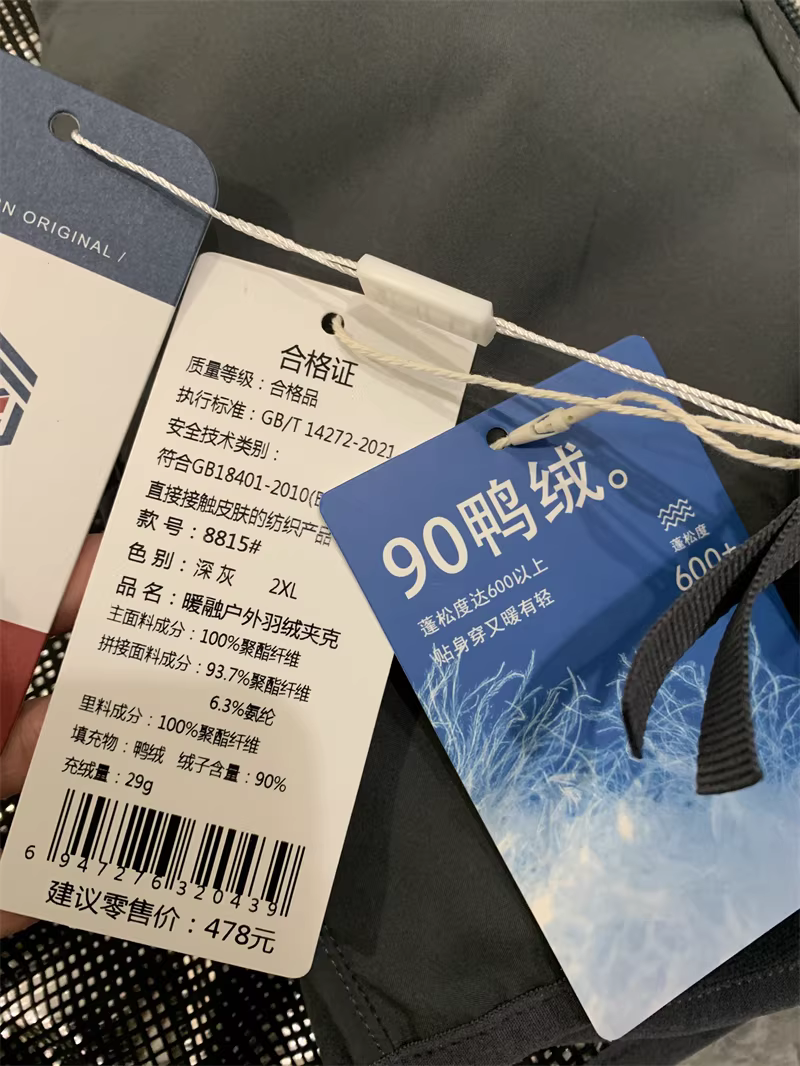 N ORIGINAL /
合格证
质量等级：合格品
执行标准：GB/T 14272-2021
安全技术类别：
符合GB18401-2010(
直接接触皮肤的纺织产品
款 号：8815#
色 别：深 灰 2XL
品 名：暖融户外羽绒夹克
主面料成分：100%聚酯纤维
拼接面料成分：93.7%聚酯纤维
6.3%氨纶
里料成分：100%聚酯纤维
填充物：鸭绒 绒子含量：90%
充绒量：29g
6 947276 320439
建议零售价：478元
90鸭绒。
蓬松度达600以上
贴身穿又暖有轻
蓬松度
600+